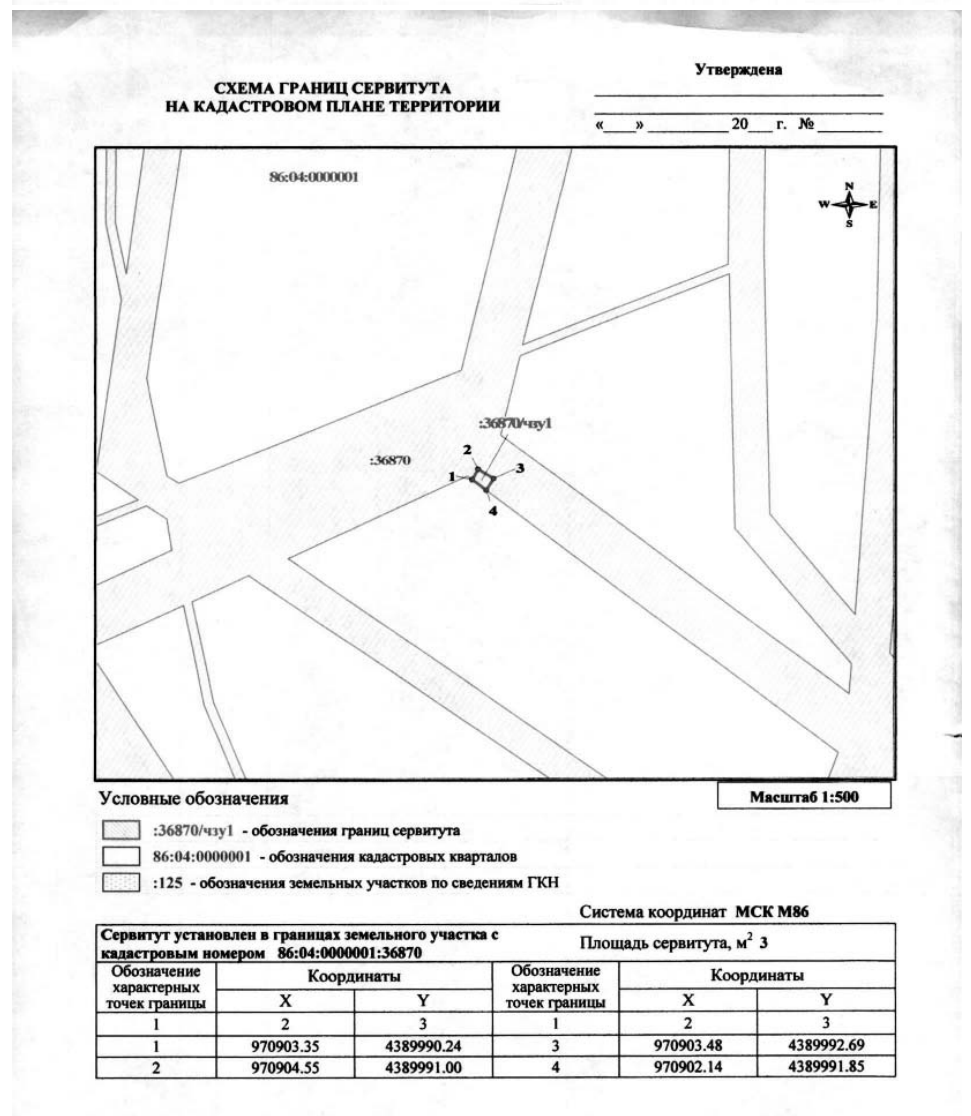 Утверждена
СХЕМА ГРАНИЦ СЕРВИТУТА
НА КАДАСТРОВОМ ПЛАНЕ ТЕРРИТОРИИ
«____» __________ 20___ г. № ________
86:04:0000001
N
W E
S
:36870/чзу1
:36870
2
1
3
4
Условные обозначения
Масштаб 1:500
:36870/чзу1 - обозначения границ сервитута
86:04:0000001 - обозначения кадастровых кварталов
:125 - обозначения земельных участков по сведениям ГКН
Система координат МСК М86
Сервитут установлен в границах земельного участка с
кадастровым номером 86:04:0000001:36870
Площадь сервитута, м² 3
Обозначение характерных точек границы Координаты Обозначение характерных точек границы Координаты
X Y X Y
1 2 3 1 2 3
1 970903.35 4389990.24 3 970903.48 4389992.69
2 970904.55 4389991.00 4 970902.14 4389991.85